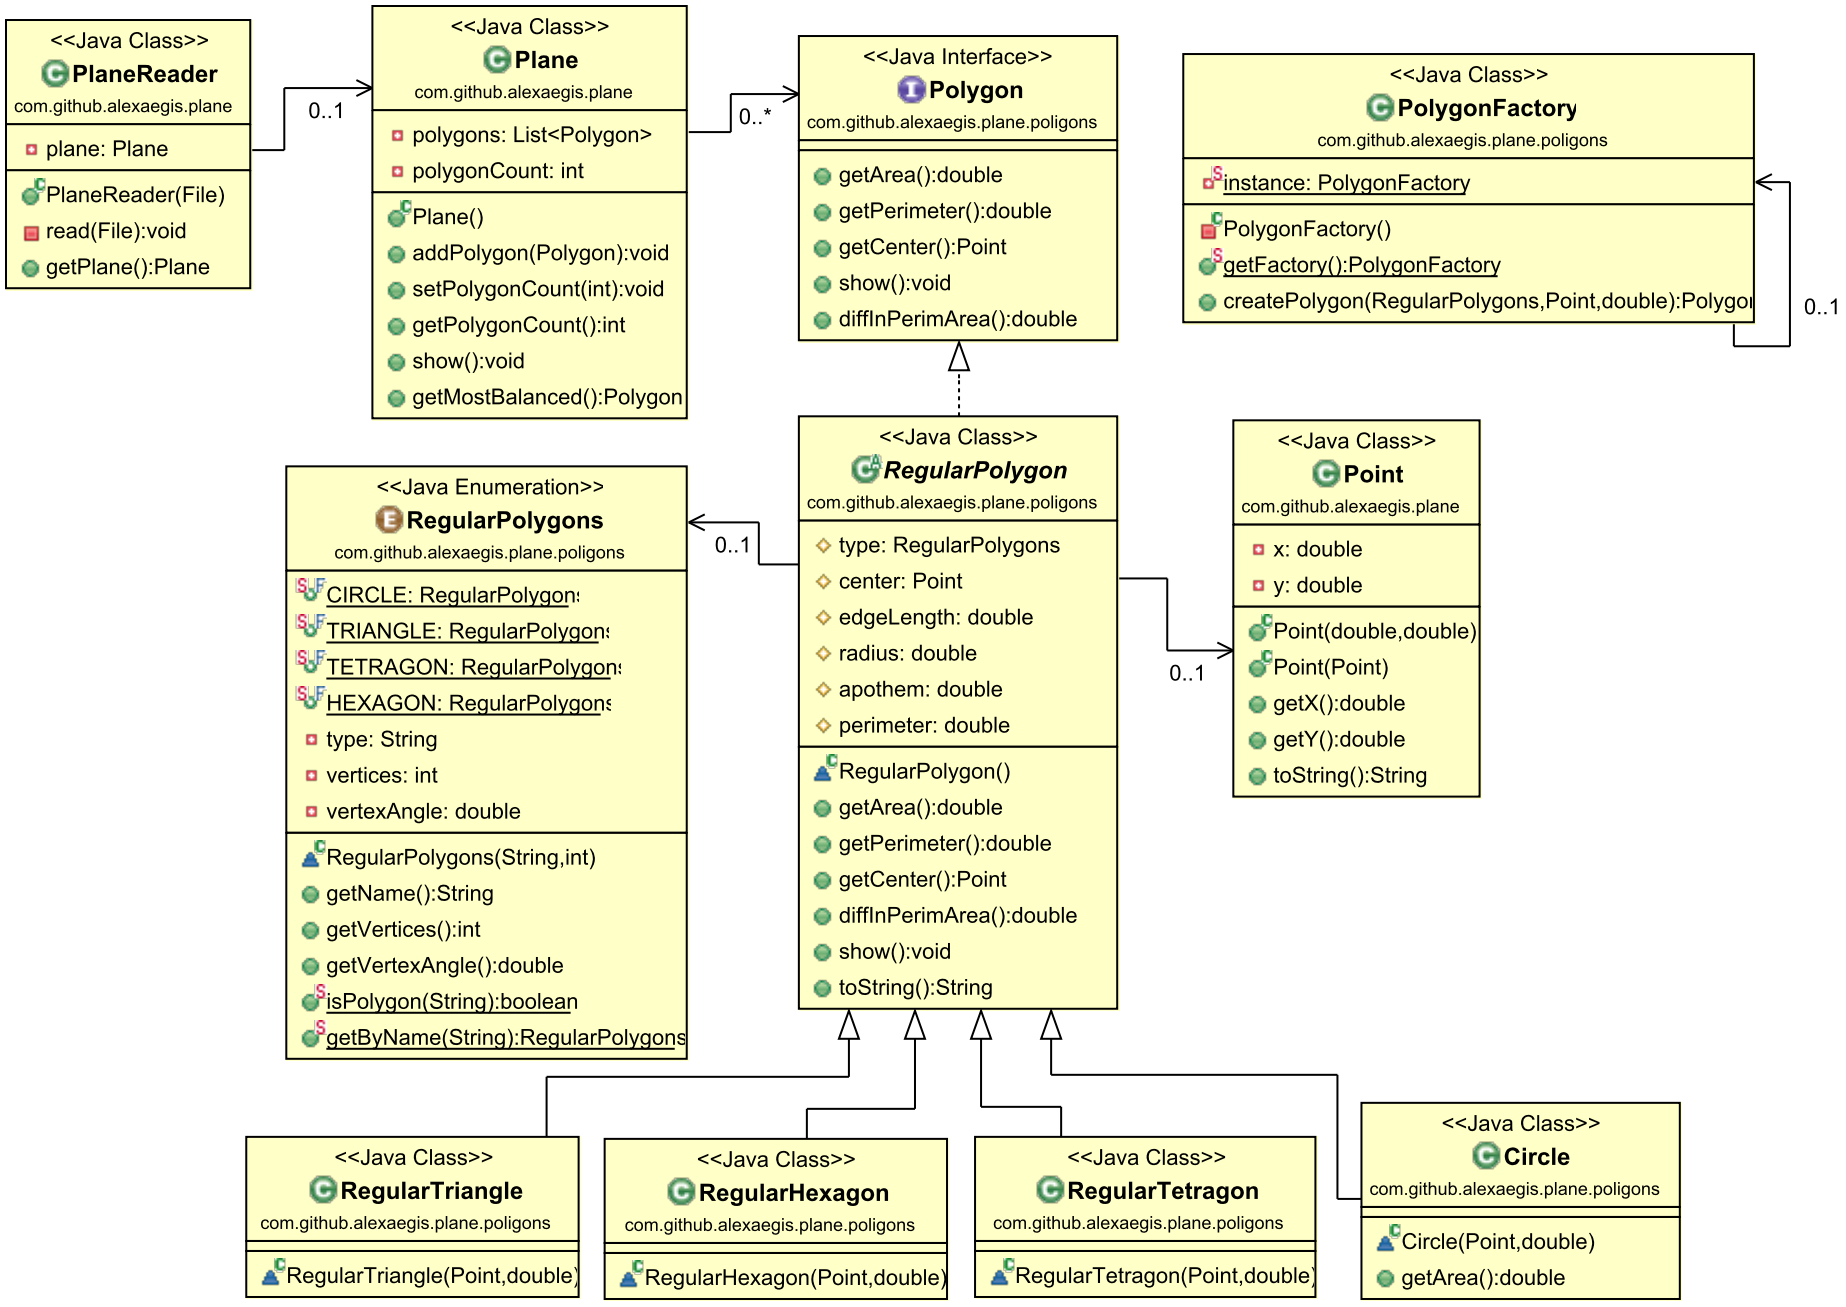 <<Java Class>>
PlaneReader
com.github.alexaegis.plane
plane: Plane
PlaneReader(File)
read(File):void
getPlane():Plane
0..1
<<Java Class>>
Plane
com.github.alexaegis.plane
polygons: List<Polygon>
polygonCount: int
Plane()
addPolygon(Polygon):void
setPolygonCount(int):void
getPolygonCount():int
show():void
getMostBalanced():Polygon
0..*
<<Java Interface>>
Polygon
com.github.alexaegis.plane.poligons
getArea():double
getPerimeter():double
getCenter():Point
show():void
diffInPerimArea():double
<<Java Class>>
PolygonFactory
com.github.alexaegis.plane.poligons
instance: PolygonFactory
PolygonFactory()
getFactory():PolygonFactory
createPolygon(RegularPolygons,Point,double):Polygon
0..1
<<Java Enumeration>>
RegularPolygons
com.github.alexaegis.plane.poligons
CIRCLE: RegularPolygons
TRIANGLE: RegularPolygons
TETRAGON: RegularPolygons
HEXAGON: RegularPolygons
type: String
vertices: int
vertexAngle: double
RegularPolygons(String,int)
getName():String
getVertices():int
getVertexAngle():double
isPolygon(String):boolean
getByName(String):RegularPolygons
0..1
<<Java Class>>
RegularPolygon
com.github.alexaegis.plane.poligons
type: RegularPolygons
center: Point
edgeLength: double
radius: double
apothem: double
perimeter: double
RegularPolygon()
getArea():double
getPerimeter():double
getCenter():Point
diffInPerimArea():double
show():void
toString():String
0..1
<<Java Class>>
Point
com.github.alexaegis.plane
x: double
y: double
Point(double,double)
Point(Point)
getX():double
getY():double
toString():String
<<Java Class>>
RegularTriangle
com.github.alexaegis.plane.poligons
RegularTriangle(Point,double)
<<Java Class>>
RegularHexagon
com.github.alexaegis.plane.poligons
RegularHexagon(Point,double)
<<Java Class>>
RegularTetragon
com.github.alexaegis.plane.poligons
RegularTetragon(Point,double)
<<Java Class>>
Circle
com.github.alexaegis.plane.poligons
Circle(Point,double)
getArea():double